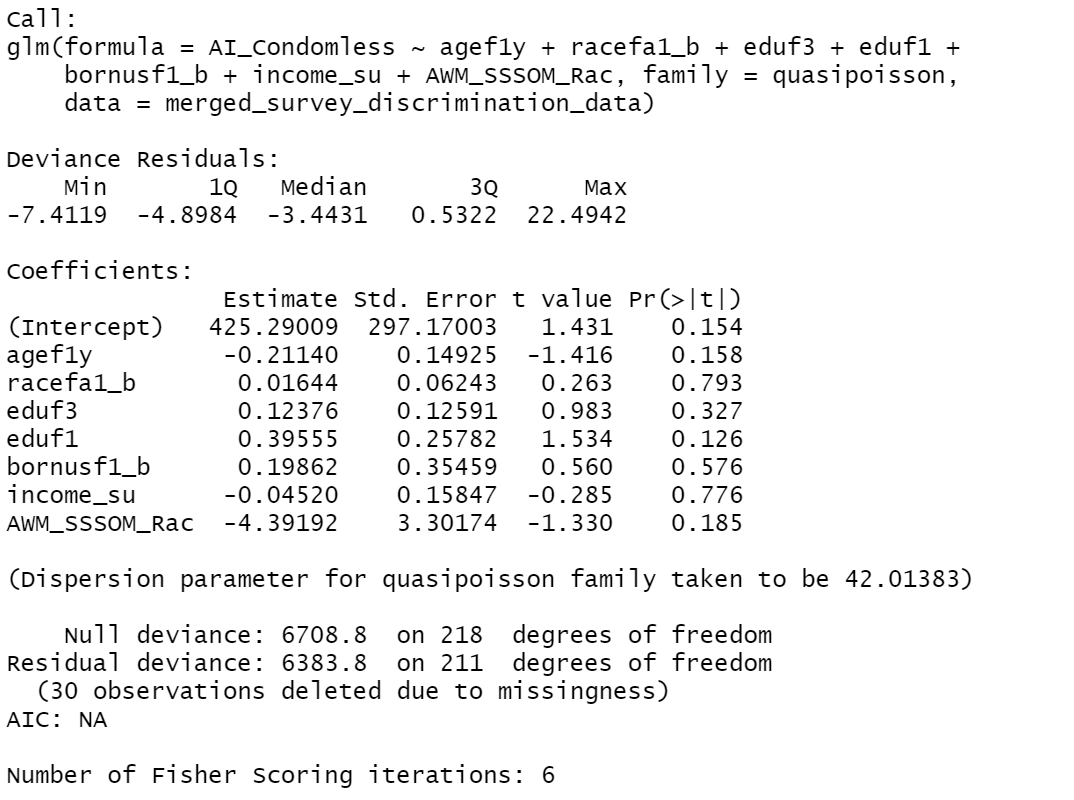 Call:
glm(formula = AI_Condomless ~ agef1y + racefa1_b + eduf3 + eduf1 +
    bornusf1_b + income_su + AWM_SSSOM_Rac, family = quasipoisson,
    data = merged_survey_discrimination_data)

Deviance Residuals:
    Min       1Q   Median       3Q      Max
-7.4119  -4.8984  -3.4431   0.5322  22.4942

Coefficients:
               Estimate Std. Error t value Pr(>|t|)
(Intercept)   425.29009  297.17003   1.431    0.154
agef1y         -0.21140    0.14925  -1.416    0.158
racefa1_b       0.01644    0.06243   0.263    0.793
eduf3           0.12376    0.12591   0.983    0.327
eduf1           0.39555    0.25782   1.534    0.126
bornusf1_b      0.19862    0.35459   0.560    0.576
income_su      -0.04520    0.15847  -0.285    0.776
AWM_SSSOM_Rac  -4.39192    3.30174  -1.330    0.185

(Dispersion parameter for quasipoisson family taken to be 42.01383)

    Null deviance: 6708.8  on 218  degrees of freedom
Residual deviance: 6383.8  on 211  degrees of freedom
  (30 observations deleted due to missingness)
AIC: NA

Number of Fisher Scoring iterations: 6